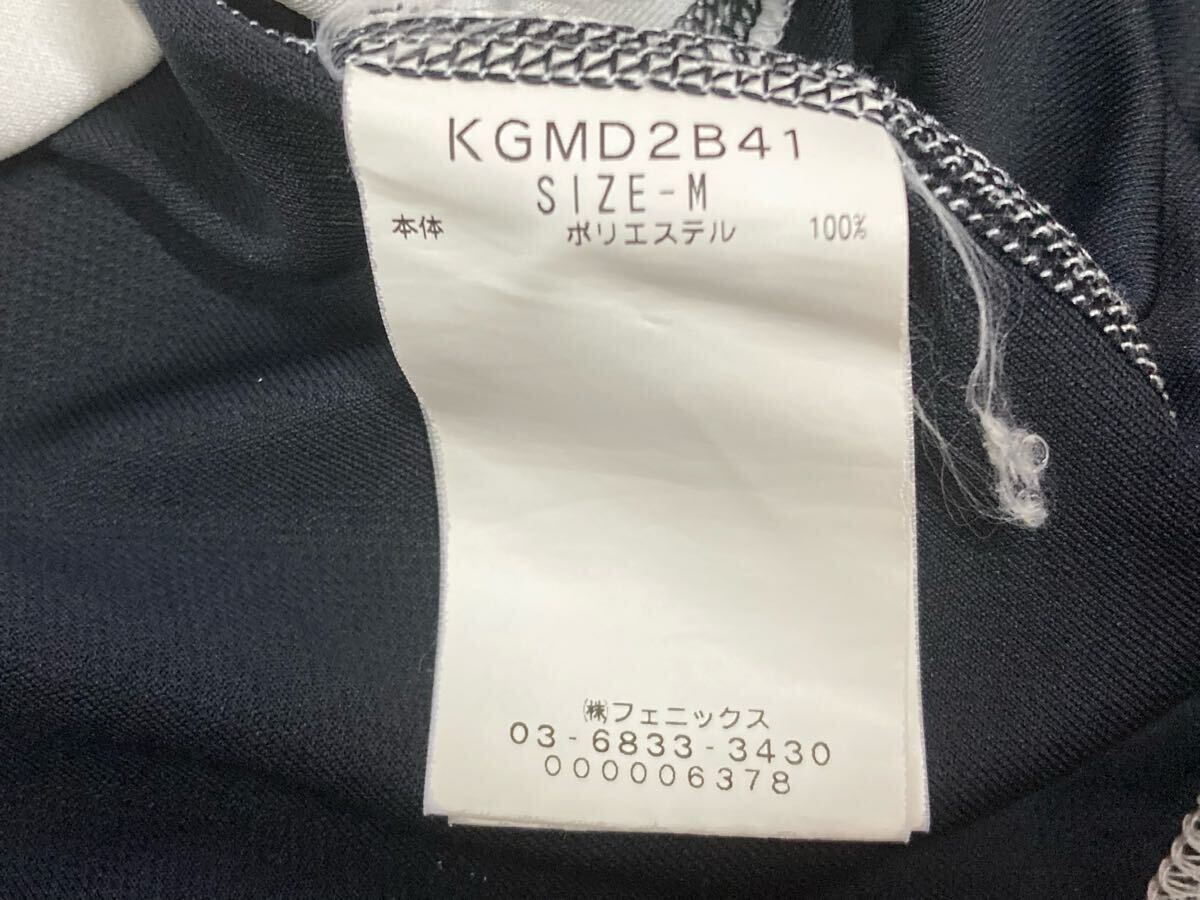 KGMD2B41
SIZE-M
本体 ポリエステル 100%
㈱フェニックス
03-6833-3430
000006378